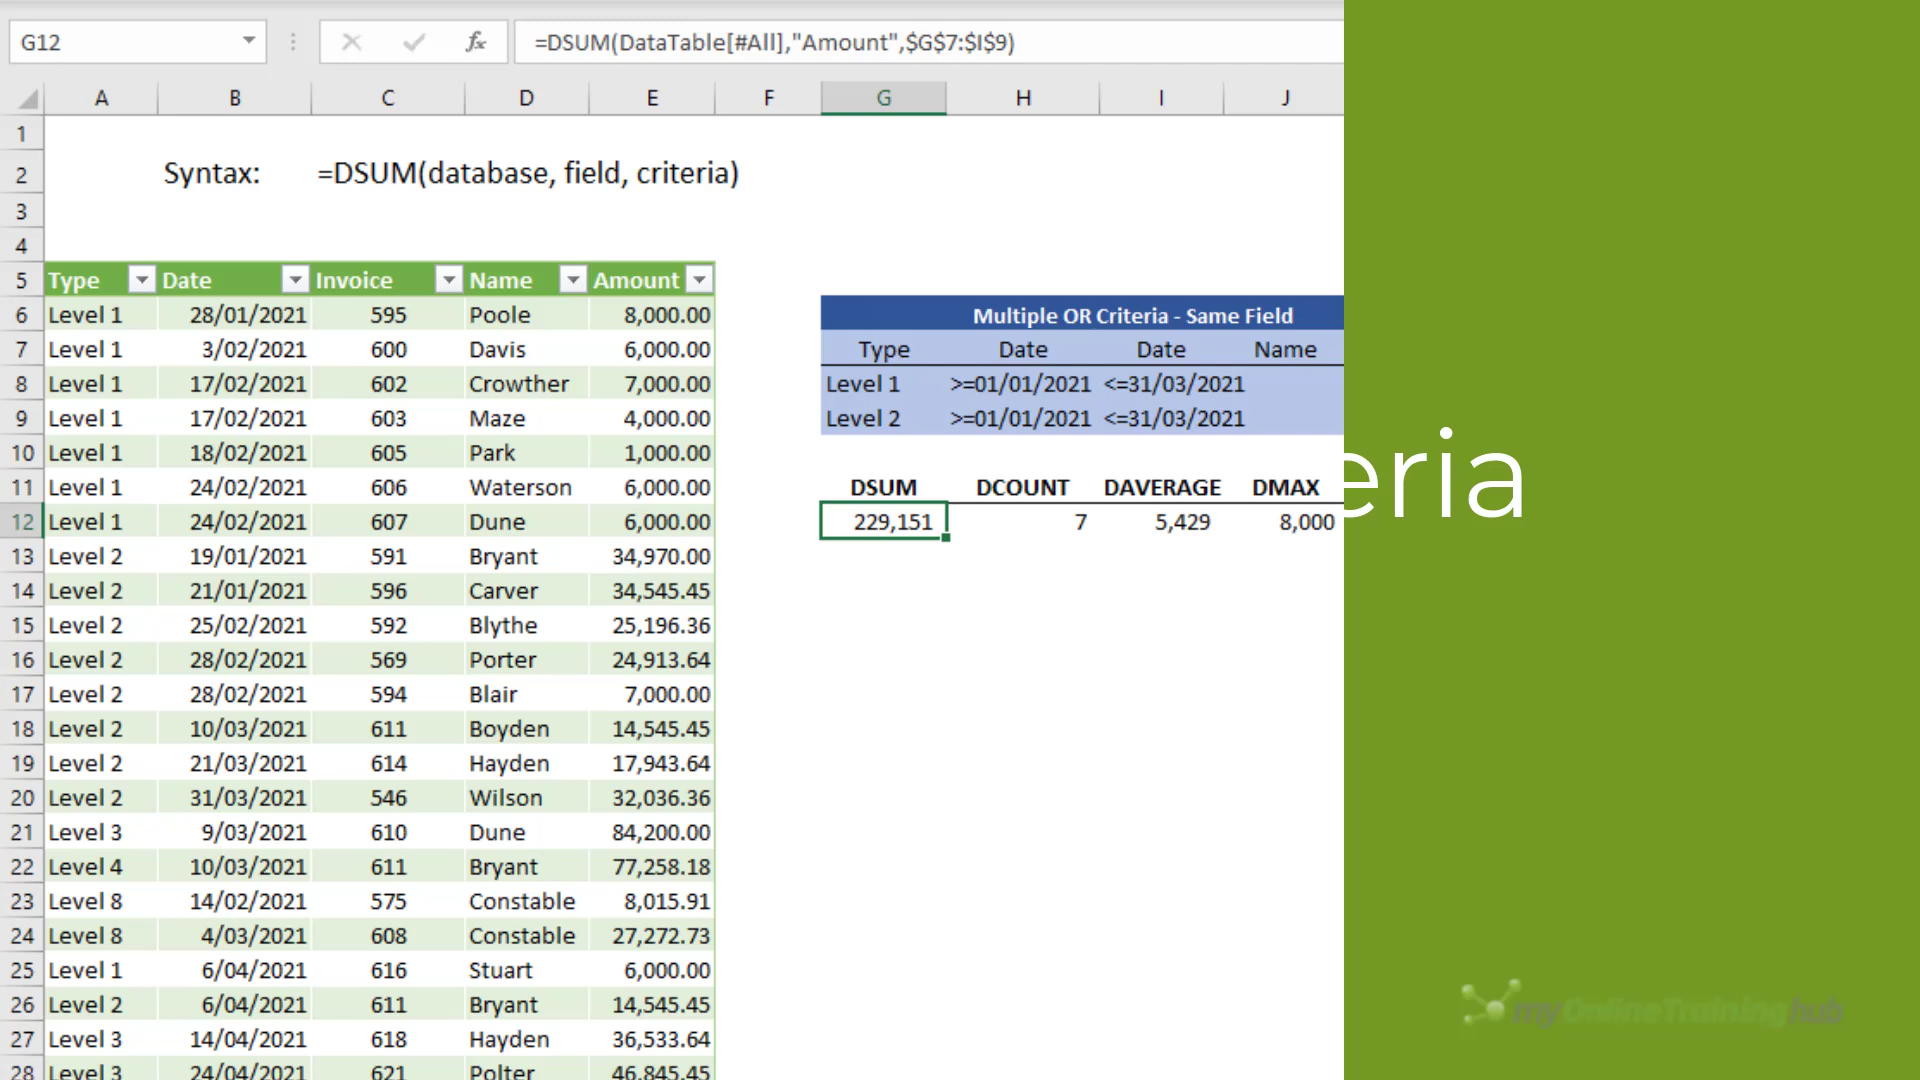 G12
fx
=DSUM(DataTable[#All],"Amount",$G$7:$I$9)
A B C D E F G H I J
1
2 Syntax: =DSUM(database, field, criteria)
3
4
5 Type Date Invoice Name Amount
6 Level 1 28/01/2021 595 Poole 8,000.00 Multiple OR Criteria - Same Field
7 Level 1 3/02/2021 600 Davis 6,000.00 Type Date Date Name
8 Level 1 17/02/2021 602 Crowther 7,000.00 Level 1 >=01/01/2021 <=31/03/2021
9 Level 1 17/02/2021 603 Maze 4,000.00 Level 2 >=01/01/2021 <=31/03/2021
10 Level 1 18/02/2021 605 Park 1,000.00
eria
11 Level 1 24/02/2021 606 Waterson 6,000.00 DSUM DCOUNT DAVERAGE DMAX
12 Level 1 24/02/2021 607 Dune 6,000.00 229,151 7 5,429 8,000
13 Level 2 19/01/2021 591 Bryant 34,970.00
14 Level 2 21/01/2021 596 Carver 34,545.45
15 Level 2 25/02/2021 592 Blythe 25,196.36
16 Level 2 28/02/2021 569 Porter 24,913.64
17 Level 2 28/02/2021 594 Blair 7,000.00
18 Level 2 10/03/2021 611 Boyden 14,545.45
19 Level 2 21/03/2021 614 Hayden 17,943.64
20 Level 2 31/03/2021 546 Wilson 32,036.36
21 Level 3 9/03/2021 610 Dune 84,200.00
22 Level 4 10/03/2021 611 Bryant 77,258.18
23 Level 8 14/02/2021 575 Constable 8,015.91
24 Level 8 4/03/2021 608 Constable 27,272.73
25 Level 1 6/04/2021 616 Stuart 6,000.00
26 Level 2 6/04/2021 611 Bryant 14,545.45
myOnlineTraininghub
27 Level 3 14/04/2021 618 Hayden 36,533.64
28 Level 3 24/04/2021 621 Polter 46,845.45